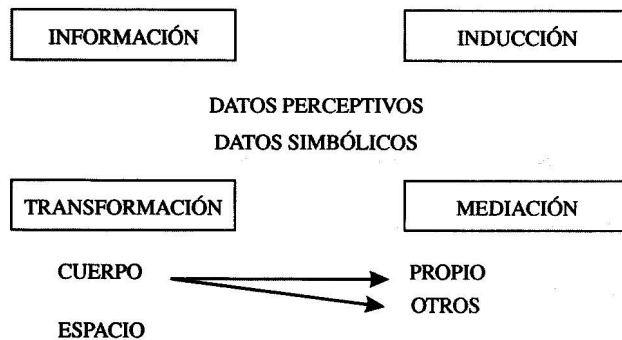 INFORMACIÓN INDUCCIÓN
DATOS PERCEPTIVOS
DATOS SIMBÓLICOS
TRANSFORMACIÓN MEDIACIÓN
CUERPO PROPIO
OTROS
ESPACIO